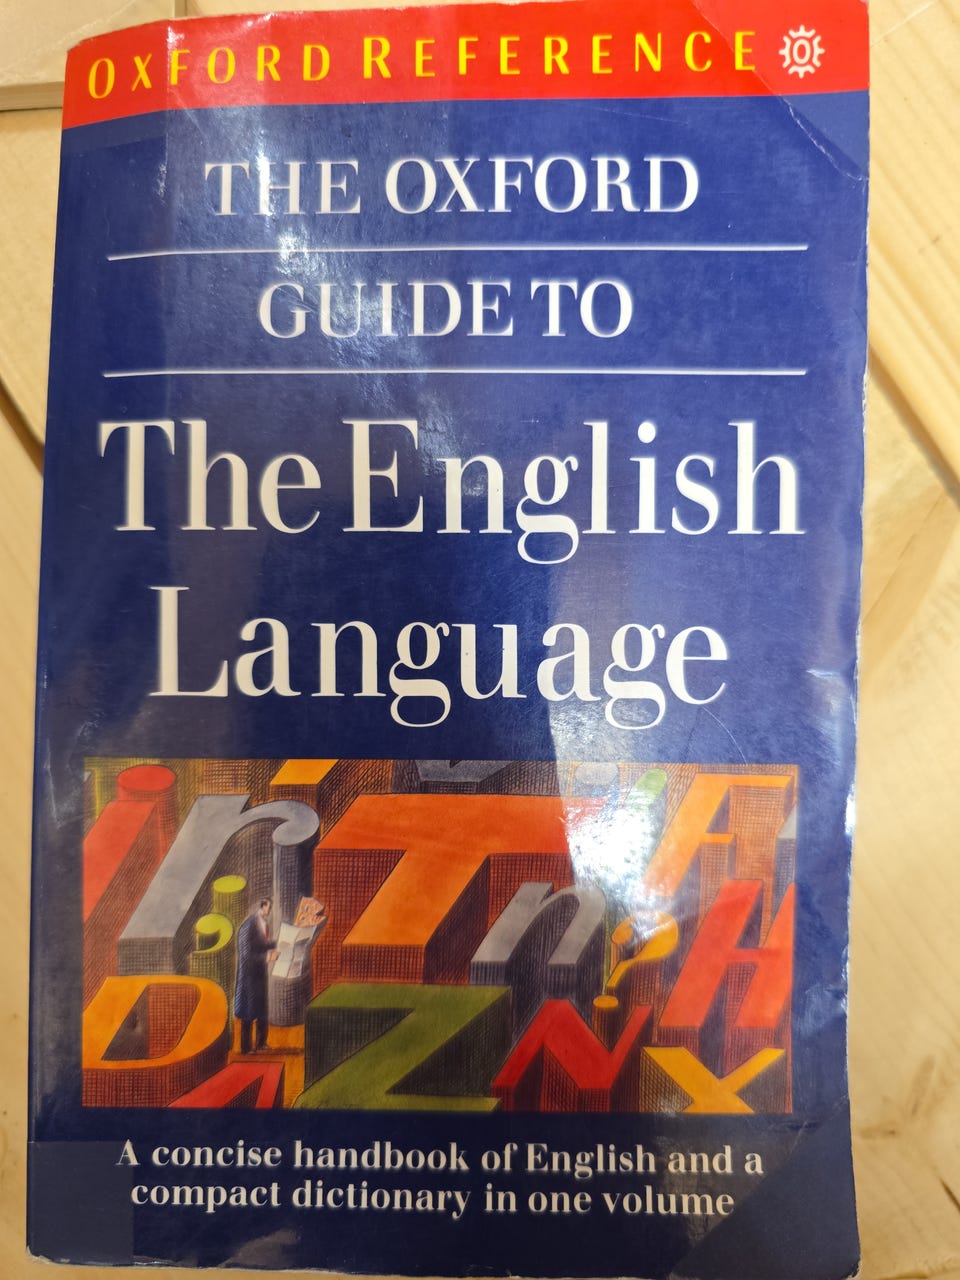 OXFORD REFERENCE
THE OXFORD
GUIDE TO
The English
Language
A concise handbook of English and a
compact dictionary in one volume